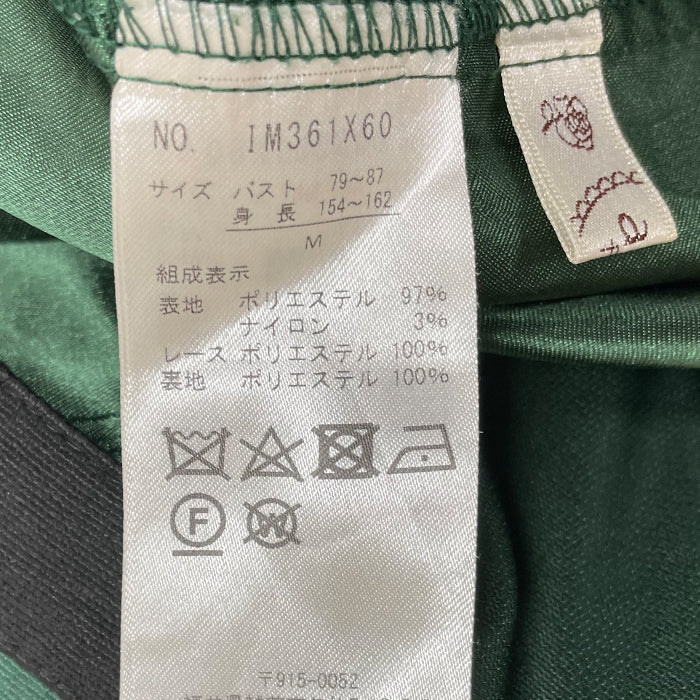 NO. IM361X60
サイズ バスト 79~87
身長 154~162
M
組成表示
表地 ポリエステル 97%
ナイロン 3%
レース ポリエステル 100%
裏地 ポリエステル 100%
F
W
〒915-0052